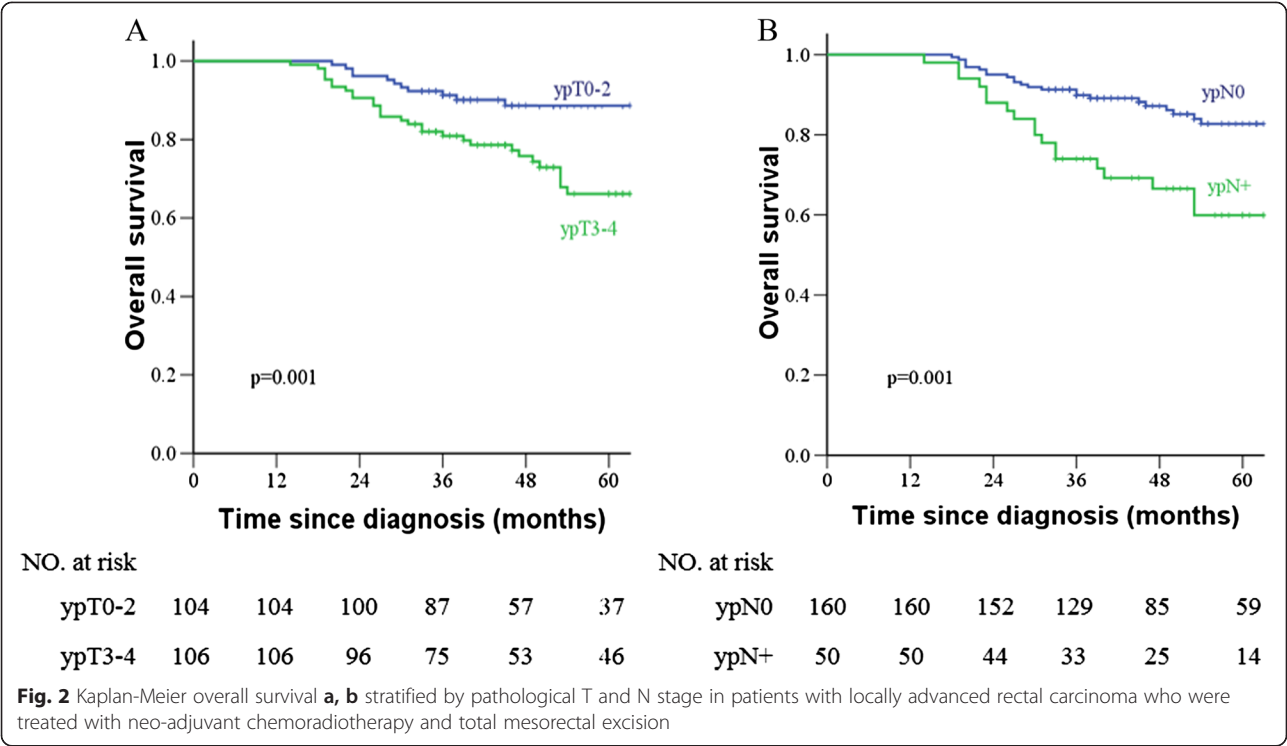 A
Overall survival
1.0
0.8
0.6
0.4
0.2
0.0
ypT0-2
ypT3-4
p=0.001
0 12 24 36 48 60
Time since diagnosis (months)
NO. at risk
ypT0-2 104 104 100 87 57 37
ypT3-4 106 106 96 75 53 46
B
Overall survival
1.0
0.8
0.6
0.4
0.2
0.0
ypN0
ypN+
p=0.001
0 12 24 36 48 60
Time since diagnosis (months)
NO. at risk
ypN0 160 160 152 129 85 59
ypN+ 50 50 44 33 25 14
Fig. 2 Kaplan-Meier overall survival a, b stratified by pathological T and N stage in patients with locally advanced rectal carcinoma who were
treated with neo-adjuvant chemoradiotherapy and total mesorectal excision